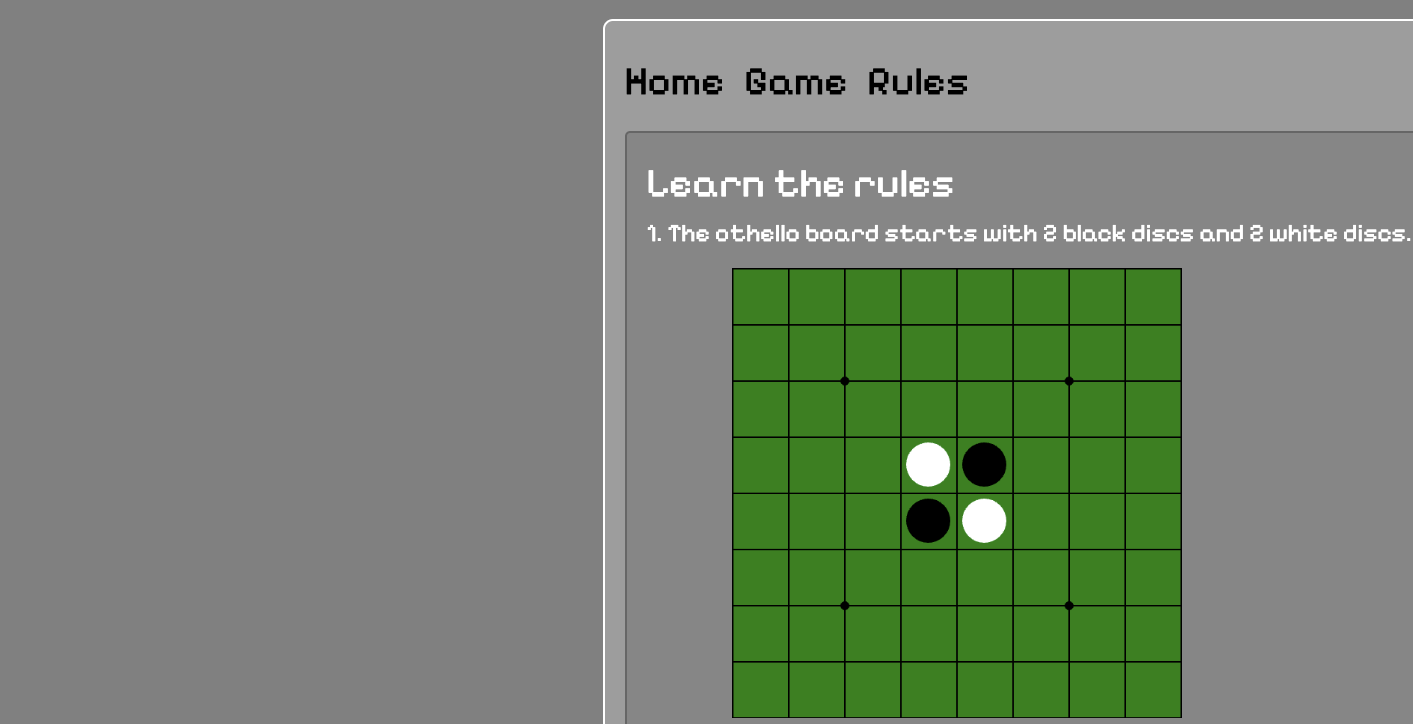 Home Game Rules
Learn the rules
1. The othello board starts with 2 black discs and 2 white discs.